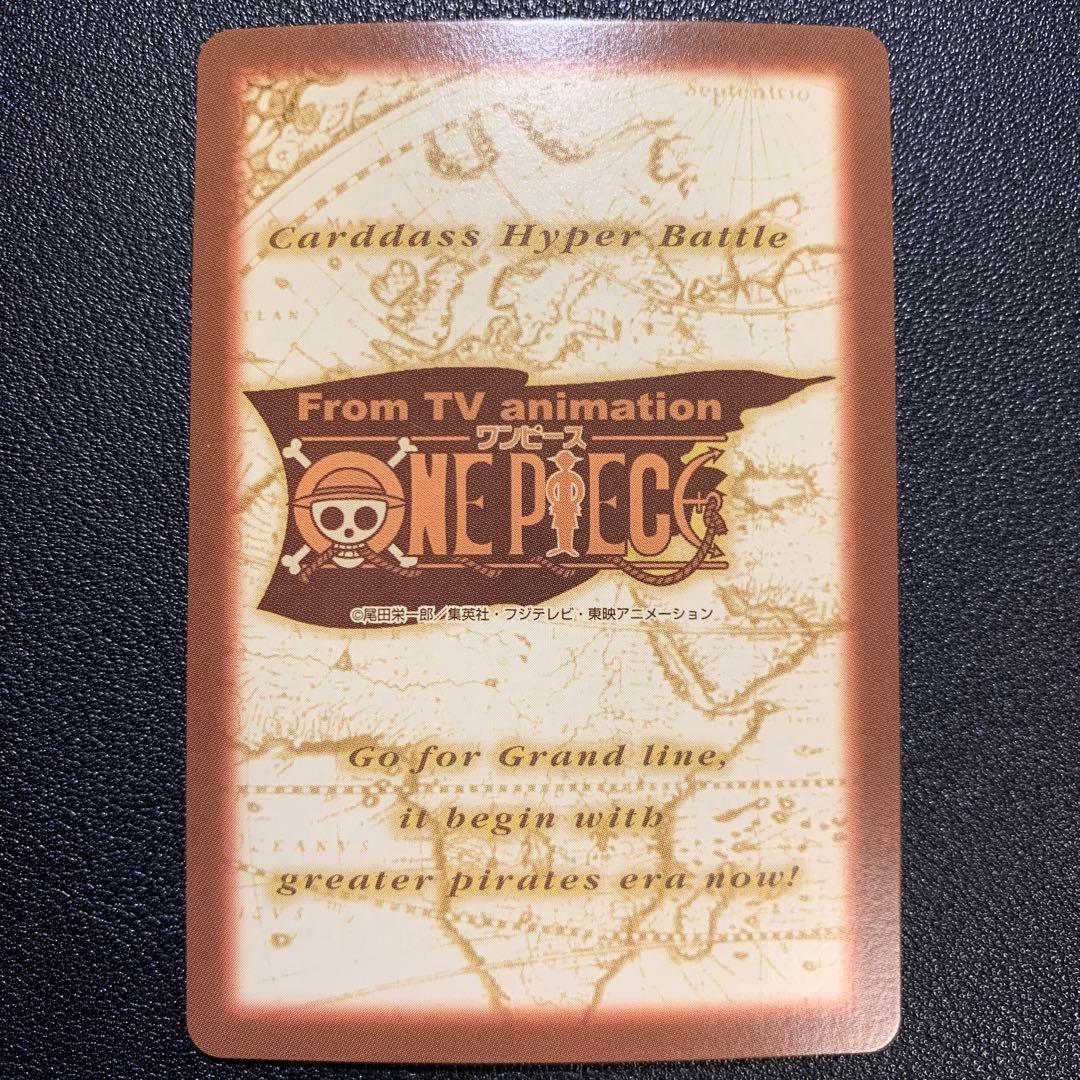 Septentrio
Carddass Hyper Battle
TLAN
From TV animation
ワンピース
ONE PIECE
©尾田栄一郎／集英社・フジテレビ・東映アニメーション
Go for Grand line,
it begin with
CEANVS
greater pirates era now!